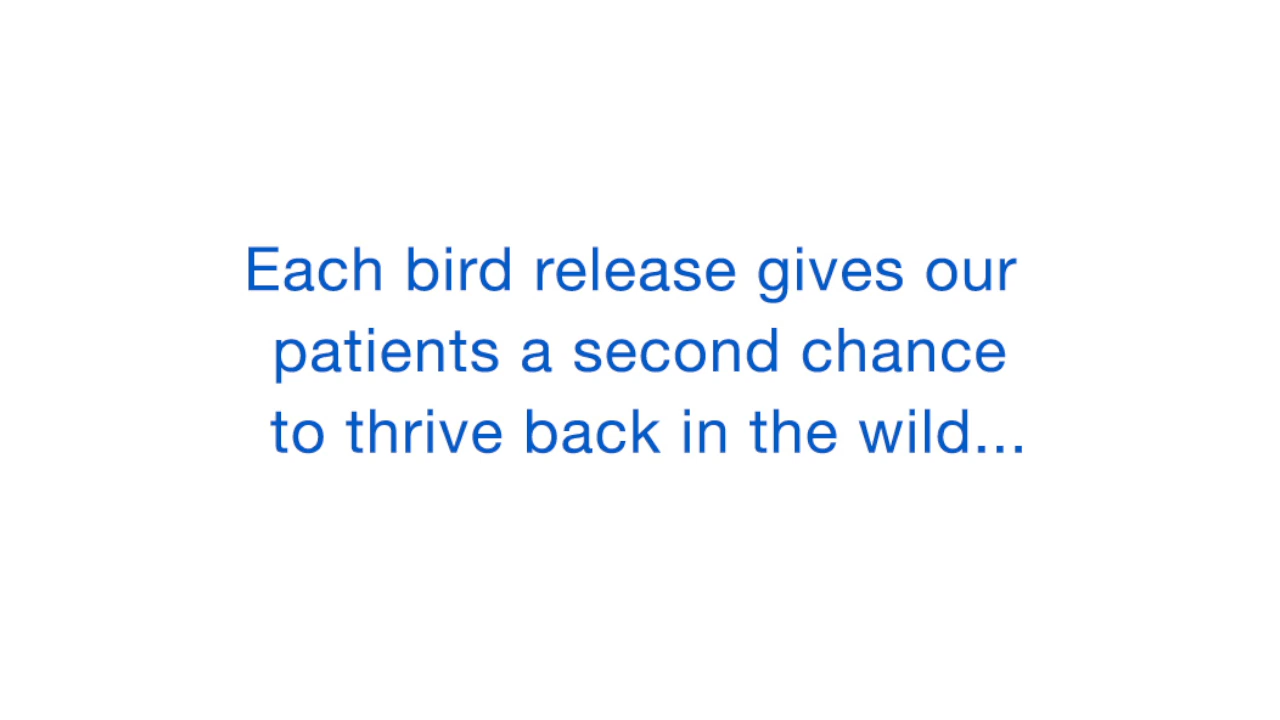 Each bird release gives our
patients a second chance
to thrive back in the wild...